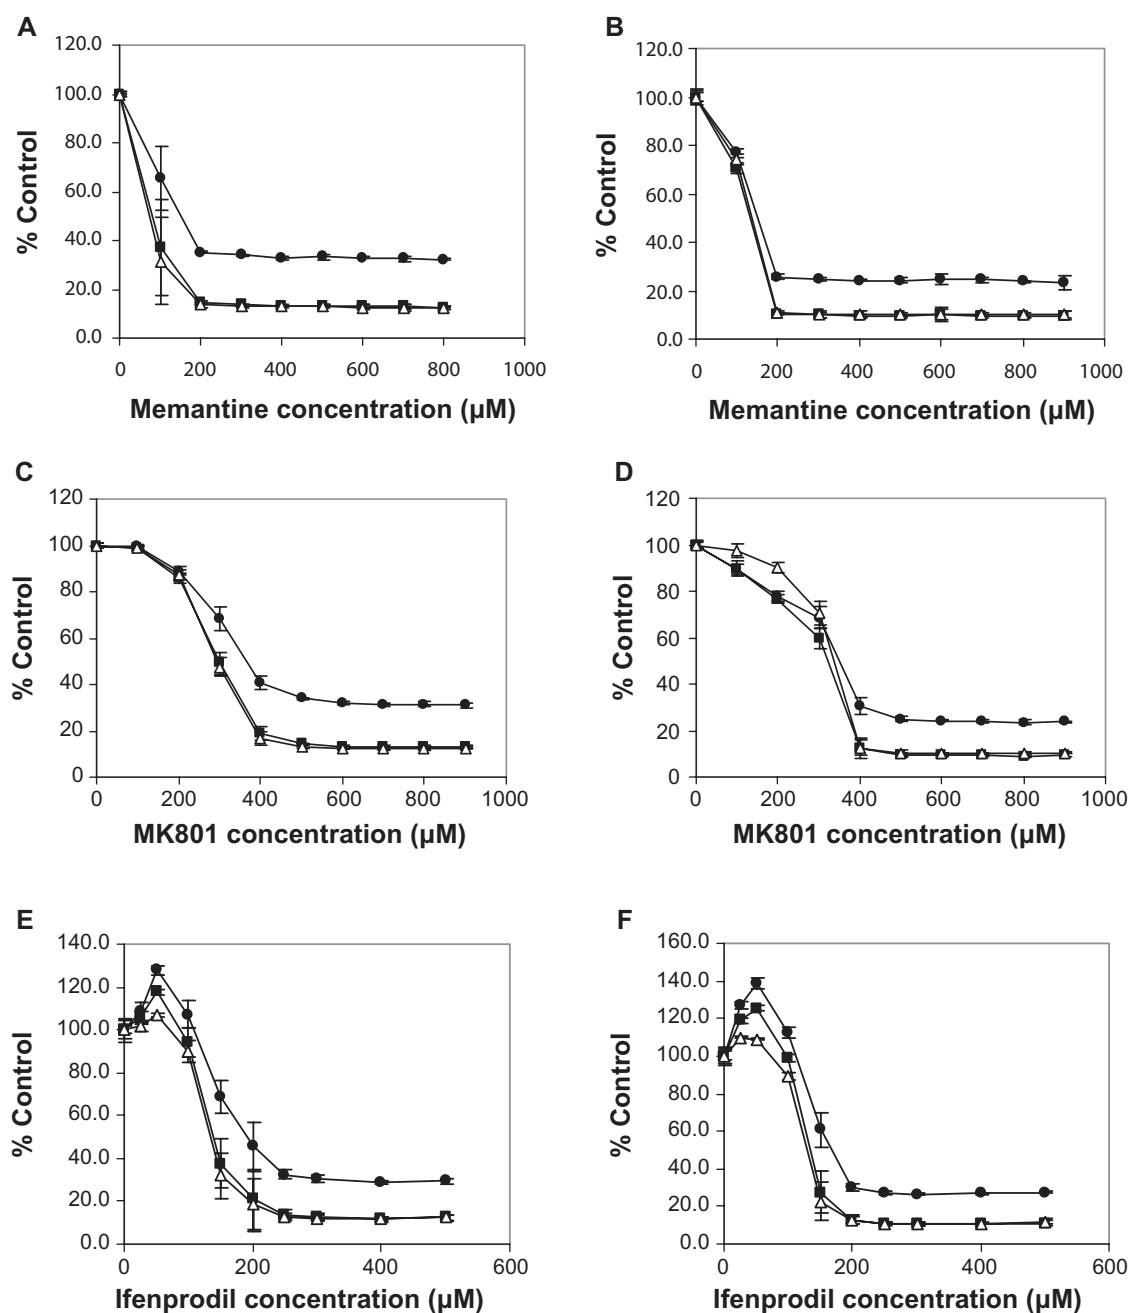 A
120.0
100.0
80.0
60.0
40.0
20.0
0.0
% Control
0 200 400 600 800 1000
Memantine concentration (µM)
B
120.0
100.0
80.0
60.0
40.0
20.0
0.0
% Control
0 200 400 600 800 1000
Memantine concentration (µM)
C
120
100
80
60
40
20
0
% Control
0 200 400 600 800 1000
MK801 concentration (µM)
D
120
100
80
60
40
20
0
% Control
0 200 400 600 800 1000
MK801 concentration (µM)
E
140.0
120.0
100.0
80.0
60.0
40.0
20.0
0.0
% Control
0 200 400 600
Ifenprodil concentration (µM)
F
160.0
140.0
120.0
100.0
80.0
60.0
40.0
20.0
0.0
% Control
0 200 400 600
Ifenprodil concentration (µM)